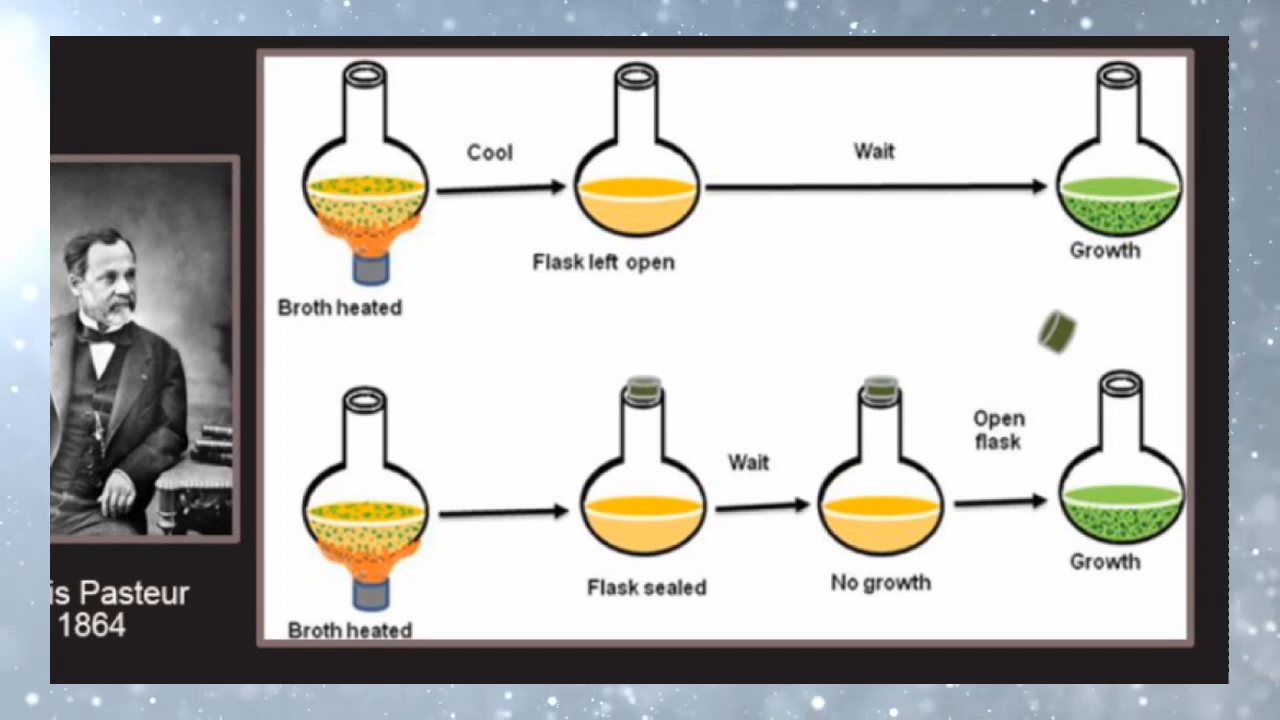 Cool
Wait
Flask left open
Growth
Broth heated
Open
flask
Wait
Flask sealed
No growth
Growth
Broth heated
is Pasteur
1864